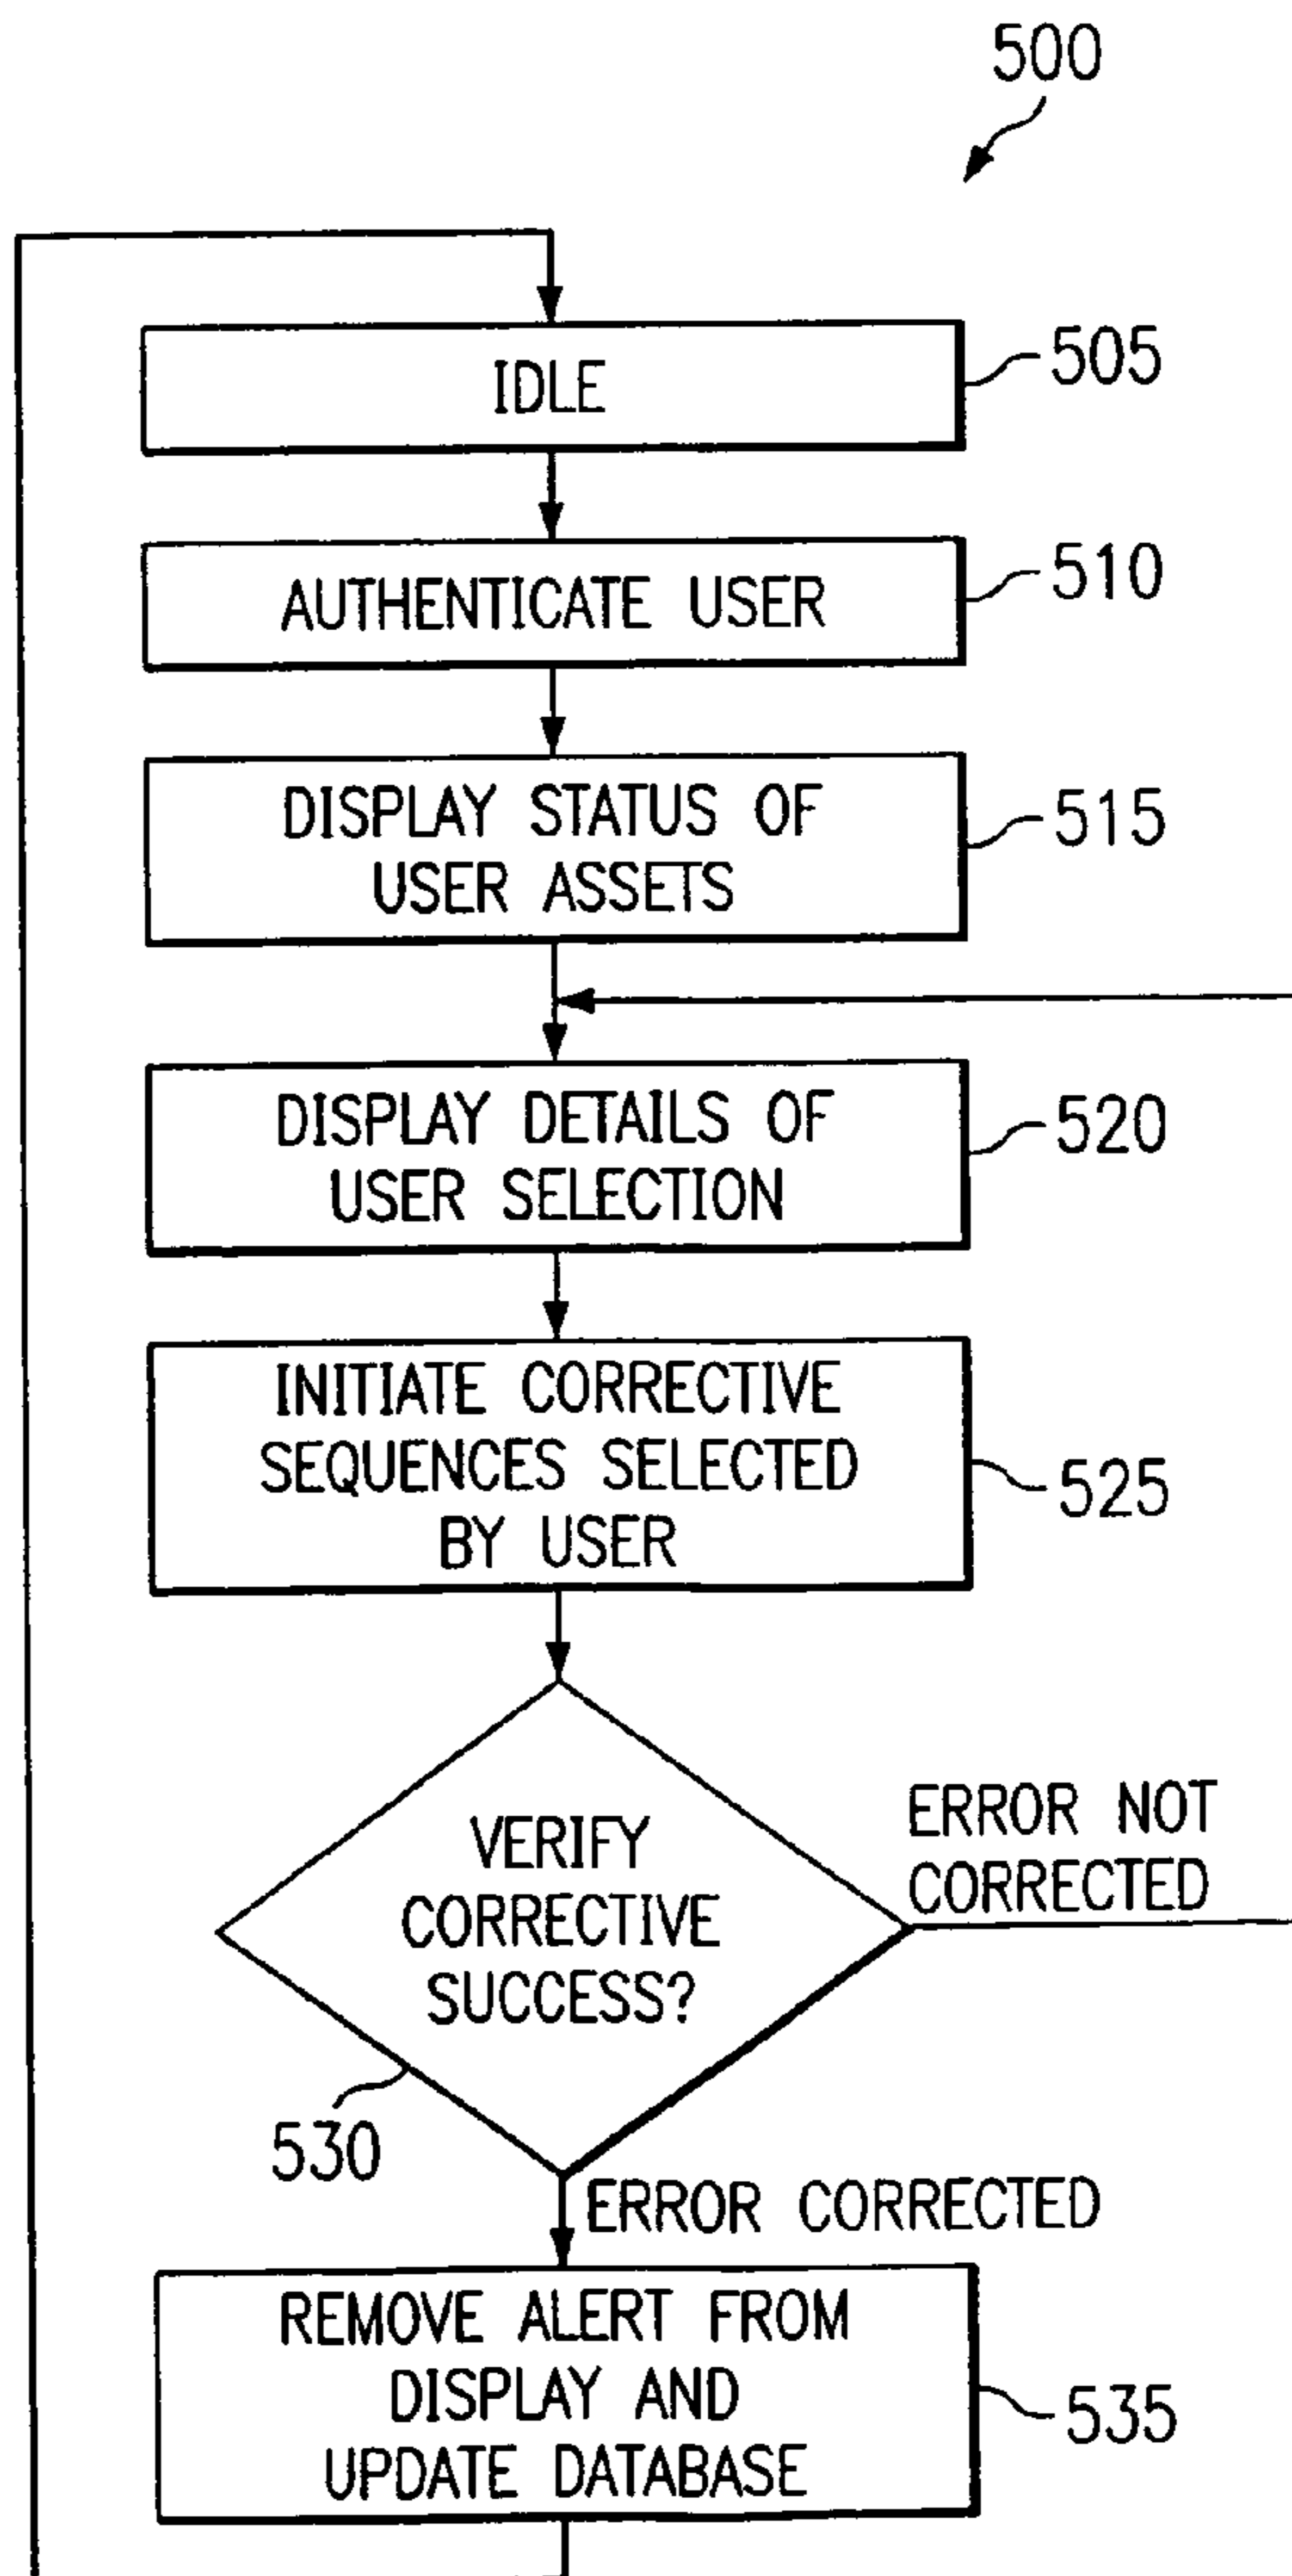 500
IDLE
505
AUTHENTICATE USER
510
DISPLAY STATUS OF
USER ASSETS
515
DISPLAY DETAILS OF
USER SELECTION
520
INITIATE CORRECTIVE
SEQUENCES SELECTED
BY USER
525
VERIFY
CORRECTIVE
SUCCESS?
530
ERROR NOT
CORRECTED
ERROR CORRECTED
REMOVE ALERT FROM
DISPLAY AND
UPDATE DATABASE
535